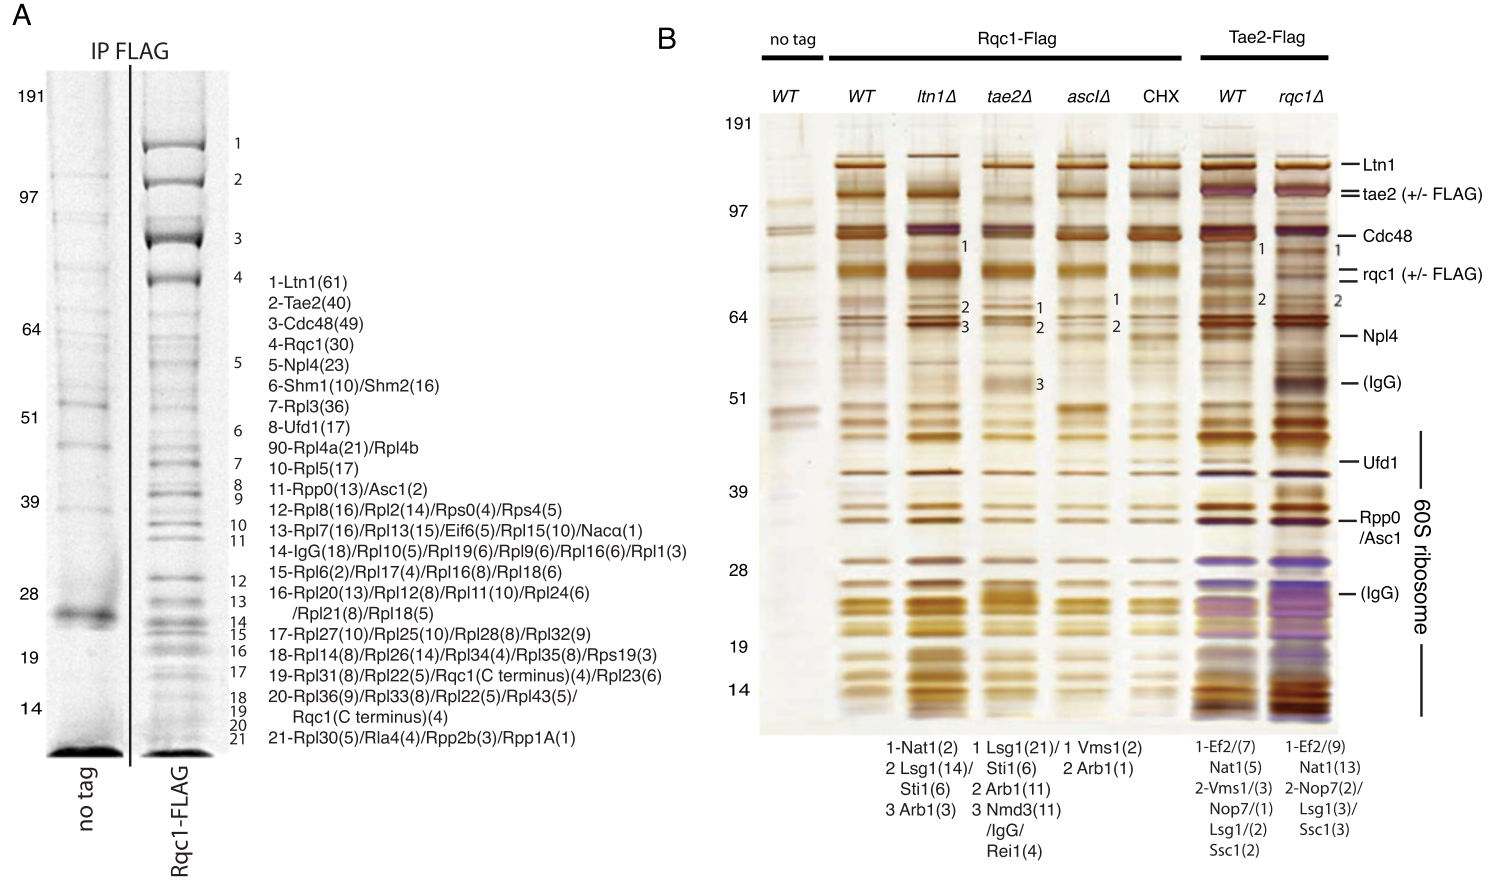 A
IP FLAG
191
97
64
51
39
28
19
14
1
2
3
4
5
6
7
8
9
10
11
12
13
14
15
16
17
18
19
20
21
no tag
Rqc1-FLAG
1-Ltn1(61)
2-Tae2(40)
3-Cdc48(49)
4-Rqc1(30)
5-Npl4(23)
6-Shm1(10)/Shm2(16)
7-Rpl3(36)
8-Ufd1(17)
90-Rpl4a(21)/Rpl4b
10-Rpl5(17)
11-Rpp0(13)/Asc1(2)
12-Rpl8(16)/Rpl2(14)/Rps0(4)/Rps4(5)
13-Rpl7(16)/Rpl13(15)/Eif6(5)/Rpl15(10)/Nacα(1)
14-IgG(18)/Rpl10(5)/Rpl19(6)/Rpl9(6)/Rpl16(6)/Rpl1(3)
15-Rpl6(2)/Rpl17(4)/Rpl16(8)/Rpl18(6)
16-Rpl20(13)/Rpl12(8)/Rpl11(10)/Rpl24(6)
/Rpl21(8)/Rpl18(5)
17-Rpl27(10)/Rpl25(10)/Rpl28(8)/Rpl32(9)
18-Rpl14(8)/Rpl26(14)/Rpl34(4)/Rpl35(8)/Rps19(3)
19-Rpl31(8)/Rpl22(5)/Rqc1(C terminus)(4)/Rpl23(6)
20-Rpl36(9)/Rpl33(8)/Rpl22(5)/Rpl43(5)/
Rqc1(C terminus)(4)
21-Rpl30(5)/Rla4(4)/Rpp2b(3)/Rpp1A(1)
B
no tag Rqc1-Flag Tae2-Flag
WT WT ltn1Δ tae2Δ ascIΔ CHX WT rqc1Δ
191
97
64
51
39
28
19
14
1
2
3
1
2
3
1
2
1
2
1
2
Ltn1
tae2 (+/- FLAG)
Cdc48
rqc1 (+/- FLAG)
Npl4
(IgG)
Ufd1
Rpp0
/Asc1
(IgG)
60S ribosome
1-Nat1(2)
2 Lsg1(14)/
Sti1(6)
3 Arb1(3)
1 Lsg1(21)/
Sti1(6)
2 Arb1(11)
3 Nmd3(11)
/IgG/
Rei1(4)
1 Vms1(2)
2 Arb1(1)
1-Ef2/(7)
Nat1(5)
2-Vms1/(3)
Nop7/(1)
Lsg1/(2)
Ssc1(2)
1-Ef2/(9)
Nat1(13)
2-Nop7(2)/
Lsg1(3)/
Ssc1(3)